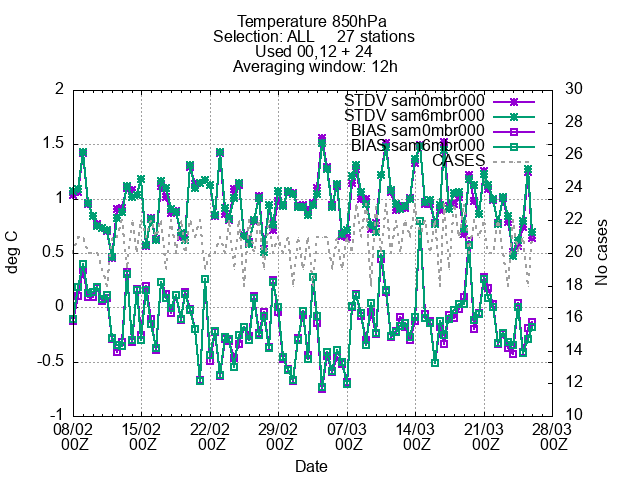 Temperature 850hPa
Selection: ALL 27 stations
Used 00,12 + 24
Averaging window: 12h
STDV sam0mbr000
STDV sam6mbr000
BIAS sam0mbr000
BIAS sam6mbr000
CASES
deg C
2
1.5
1
0.5
0
-0.5
-1
No cases
30
28
26
24
22
20
18
16
14
12
10
08/02 15/02 22/02 29/02 07/03 14/03 21/03 28/03
00Z 00Z 00Z 00Z 00Z 00Z 00Z 00Z
Date